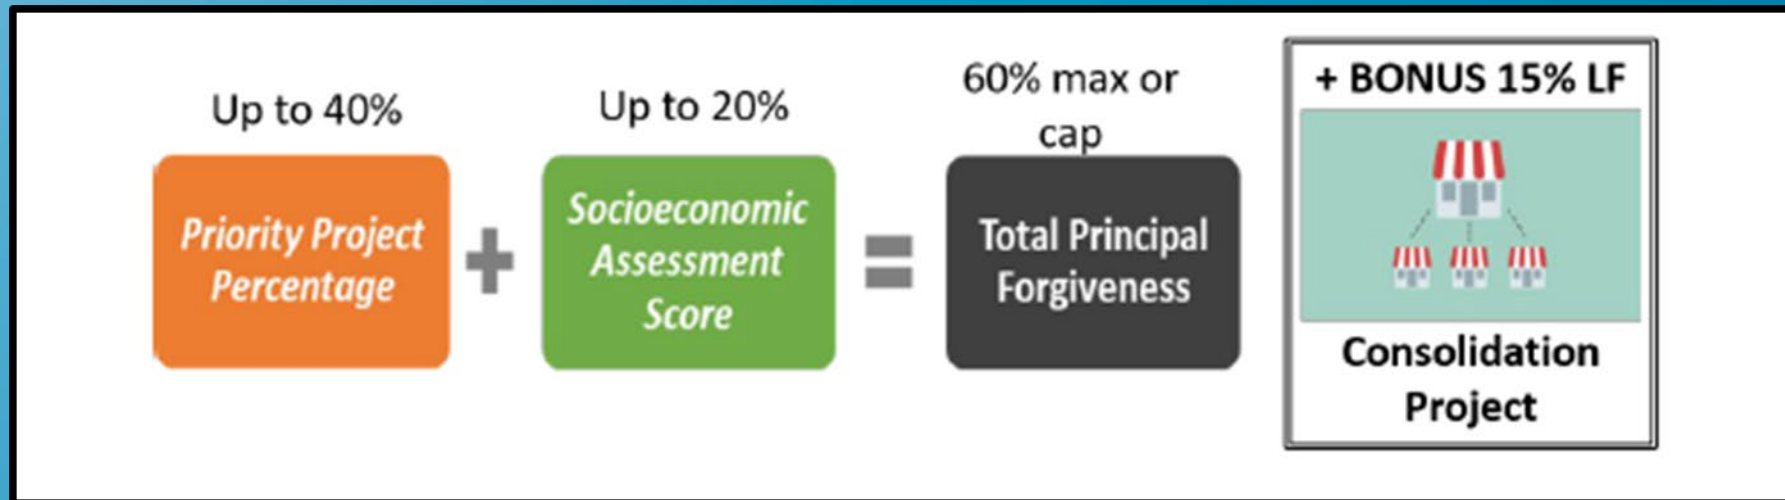 Up to 40%
Priority Project
Percentage
+
Up to 20%
Socioeconomic
Assessment
Score
=
60% max or
cap
Total Principal
Forgiveness
+ BONUS 15% LF
Consolidation
Project